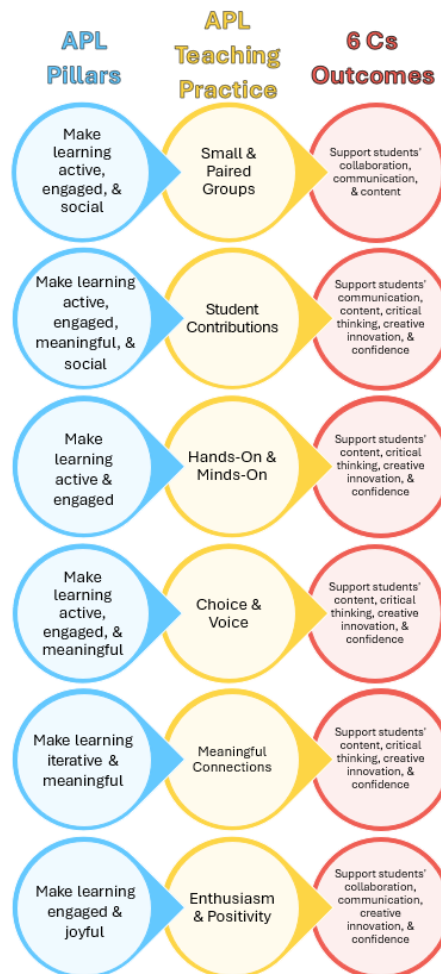 APL
Pillars
APL
Teaching
Practice
6 Cs
Outcomes
Make
learning
active,
engaged, &
social
Small &
Paired
Groups
Support students'
collaboration,
communication,
& content
Make learning
active,
engaged,
meaningful, &
social
Student
Contributions
Support students'
communication,
content, critical
thinking, creative
innovation, &
confidence
Make
learning
active &
engaged
Hands-On &
Minds-On
Support students'
content, critical
thinking, creative
innovation, &
confidence
Make
learning
active,
engaged, &
meaningful
Choice &
Voice
Support students'
content, critical
thinking, creative
innovation, &
confidence
Make learning
iterative &
meaningful
Meaningful
Connections
Support students'
content, critical
thinking, creative
innovation, &
confidence
Make learning
engaged &
joyful
Enthusiasm
& Positivity
Support students'
collaboration,
communication,
creative
innovation, &
confidence